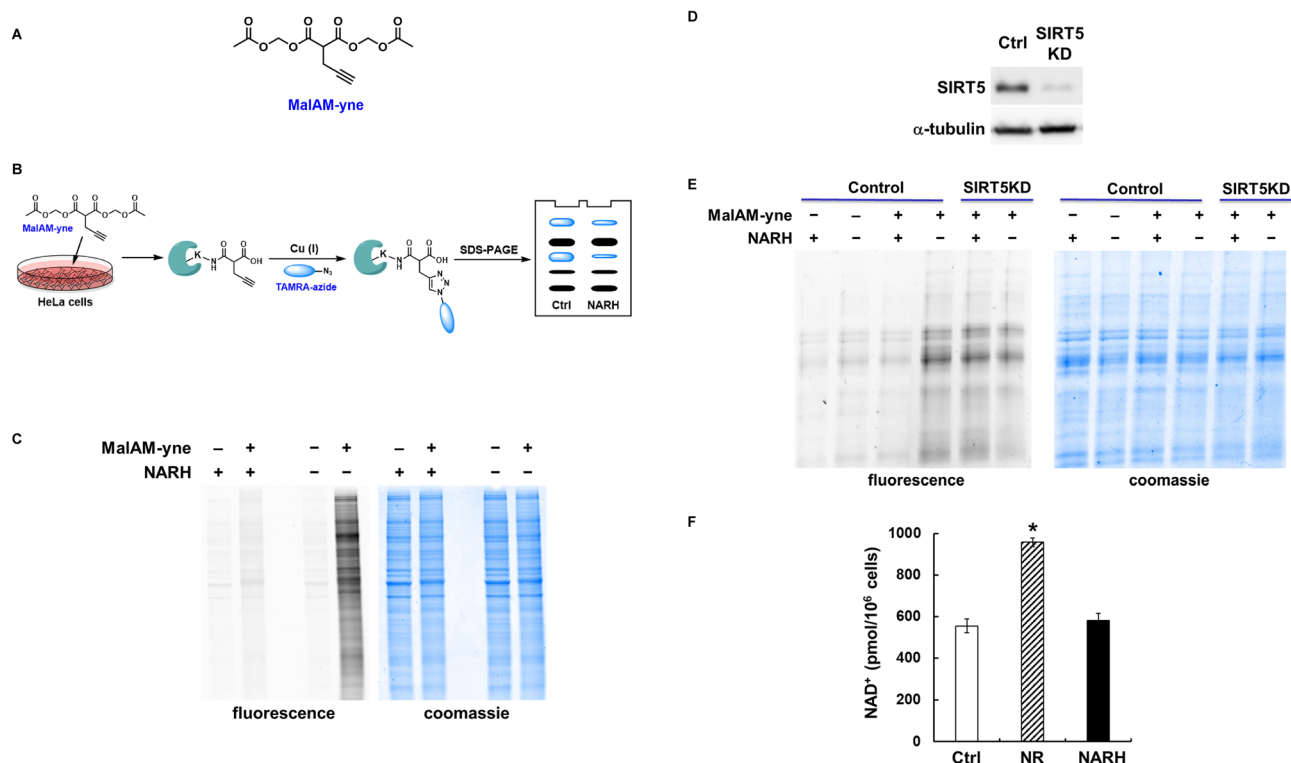 A
O O O O
O O O O
MalAM-yne
B
O O O O
O O O O
MalAM-yne
HeLa cells
K N H O O OH
Cu (I)
N3
TAMRA-azide
K N H O O OH
N N N
SDS-PAGE
Ctrl NARH
C
MalAM-yne – + – + – + – +
NARH + + – – + + – –
fluorescence coomassie
D
Ctrl SIRT5
KD
SIRT5
α-tubulin
E
Control SIRT5KD Control SIRT5KD
MalAM-yne – – + + + + – – + + + +
NARH + – + – + – + – + – + –
fluorescence coomassie
F
NAD+ (pmol/10^6 cells)
1000
800
600
400
200
0
*
Ctrl NR NARH